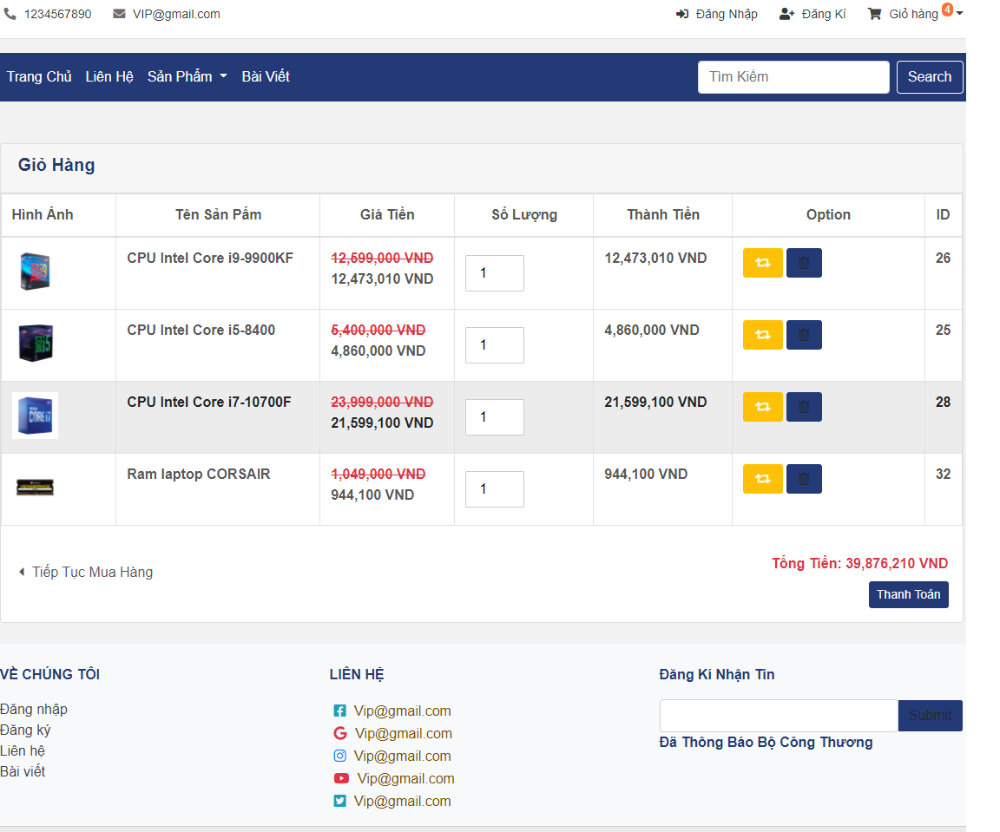 1234567890 VIP@gmail.com Đăng Nhập Đăng Kí Giỏ hàng 4
Trang Chủ Liên Hệ Sản Phẩm Bài Viết Tìm Kiếm Search
Giỏ Hàng
Hình Ảnh Tên Sản Pẩm Giá Tiền Số Lượng Thành Tiền Option ID
CPU Intel Core i9-9900KF 12,599,000 VND 12,473,010 VND 26
12,473,010 VND 1
CPU Intel Core i5-8400 5,400,000 VND 4,860,000 VND 25
4,860,000 VND 1
CPU Intel Core i7-10700F 23,999,000 VND 21,599,100 VND 28
21,599,100 VND 1
Ram laptop CORSAIR 1,049,000 VND 944,100 VND 32
944,100 VND 1
Tiếp Tục Mua Hàng Tổng Tiền: 39,876,210 VND
Thanh Toán
VỀ CHÚNG TÔI LIÊN HỆ Đăng Kí Nhận Tin
Đăng nhập Vip@gmail.com Submit
Đăng ký Vip@gmail.com Đã Thông Báo Bộ Công Thương
Liên hệ Vip@gmail.com
Bài viết Vip@gmail.com
Vip@gmail.com